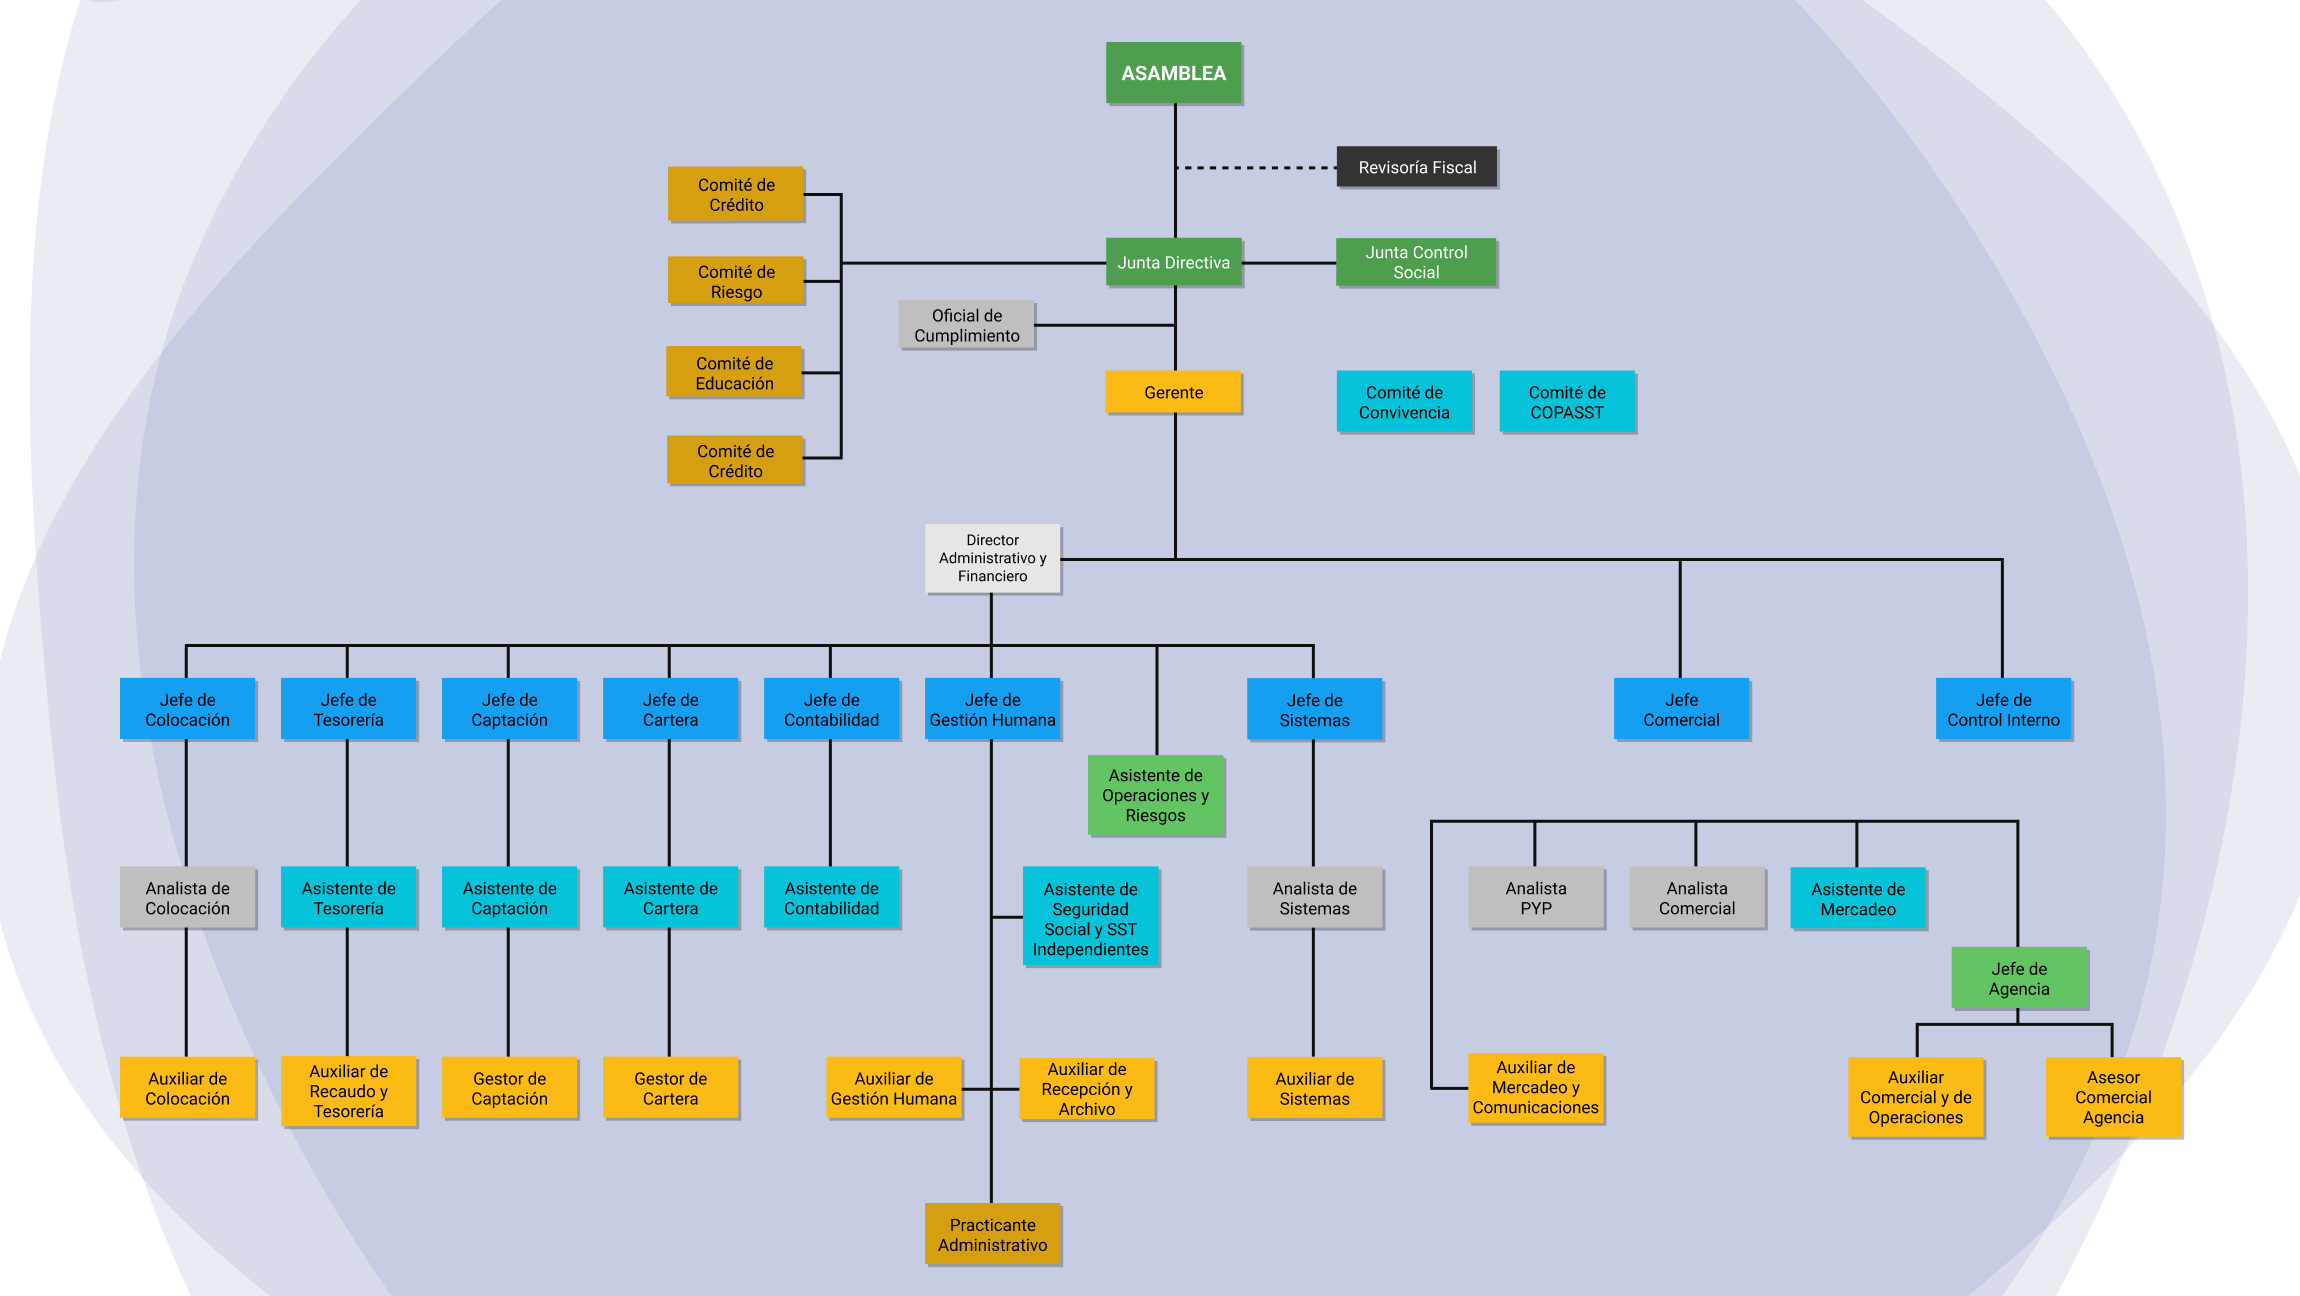 ASAMBLEA
Revisoría Fiscal
Comité de
Crédito
Junta Directiva
Junta Control
Social
Comité de
Riesgo
Oficial de
Cumplimiento
Comité de
Educación
Gerente
Comité de
Convivencia
Comité de
COPASST
Comité de
Crédito
Director
Administrativo y
Financiero
Jefe de
Colocación
Jefe de
Tesorería
Jefe de
Captación
Jefe de
Cartera
Jefe de
Contabilidad
Jefe de
Gestión Humana
Jefe de
Sistemas
Jefe
Comercial
Jefe de
Control Interno
Asistente de
Operaciones y
Riesgos
Analista de
Colocación
Asistente de
Tesorería
Asistente de
Captación
Asistente de
Cartera
Asistente de
Contabilidad
Asistente de
Seguridad
Social y SST
Independientes
Analista de
Sistemas
Analista
PYP
Analista
Comercial
Asistente de
Mercadeo
Jefe de
Agencia
Auxiliar de
Colocación
Auxiliar de
Recaudo y
Tesorería
Gestor de
Captación
Gestor de
Cartera
Auxiliar de
Gestión Humana
Auxiliar de
Recepción y
Archivo
Auxiliar de
Sistemas
Auxiliar de
Mercadeo y
Comunicaciones
Auxiliar
Comercial y de
Operaciones
Asesor
Comercial
Agencia
Practicante
Administrativo